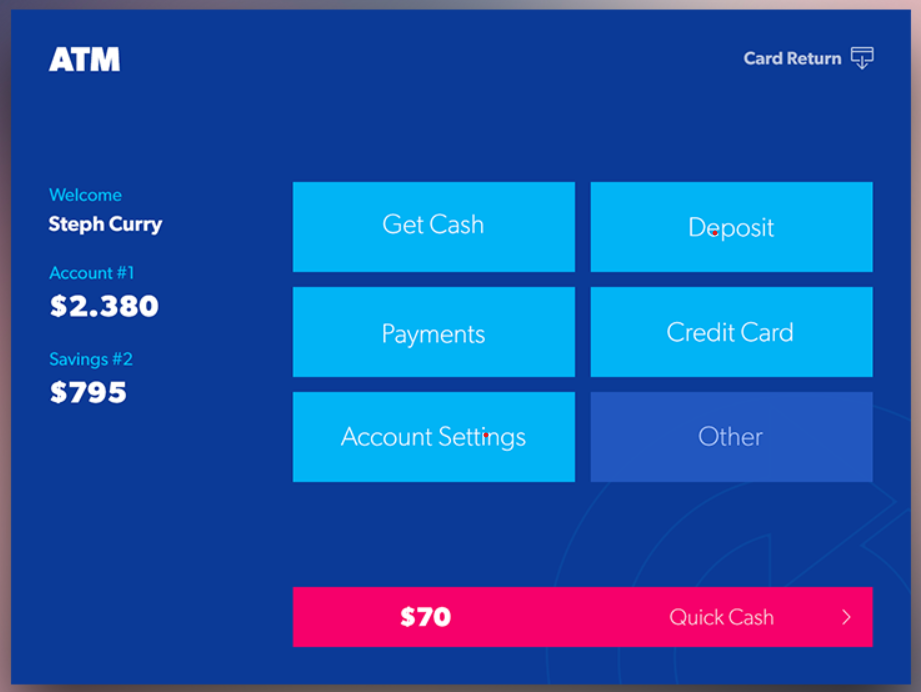 ATM
Card Return
Welcome
Steph Curry
Account #1
$2.380
Savings #2
$795
Get Cash
Deposit
Payments
Credit Card
Account Settings
Other
$70 Quick Cash